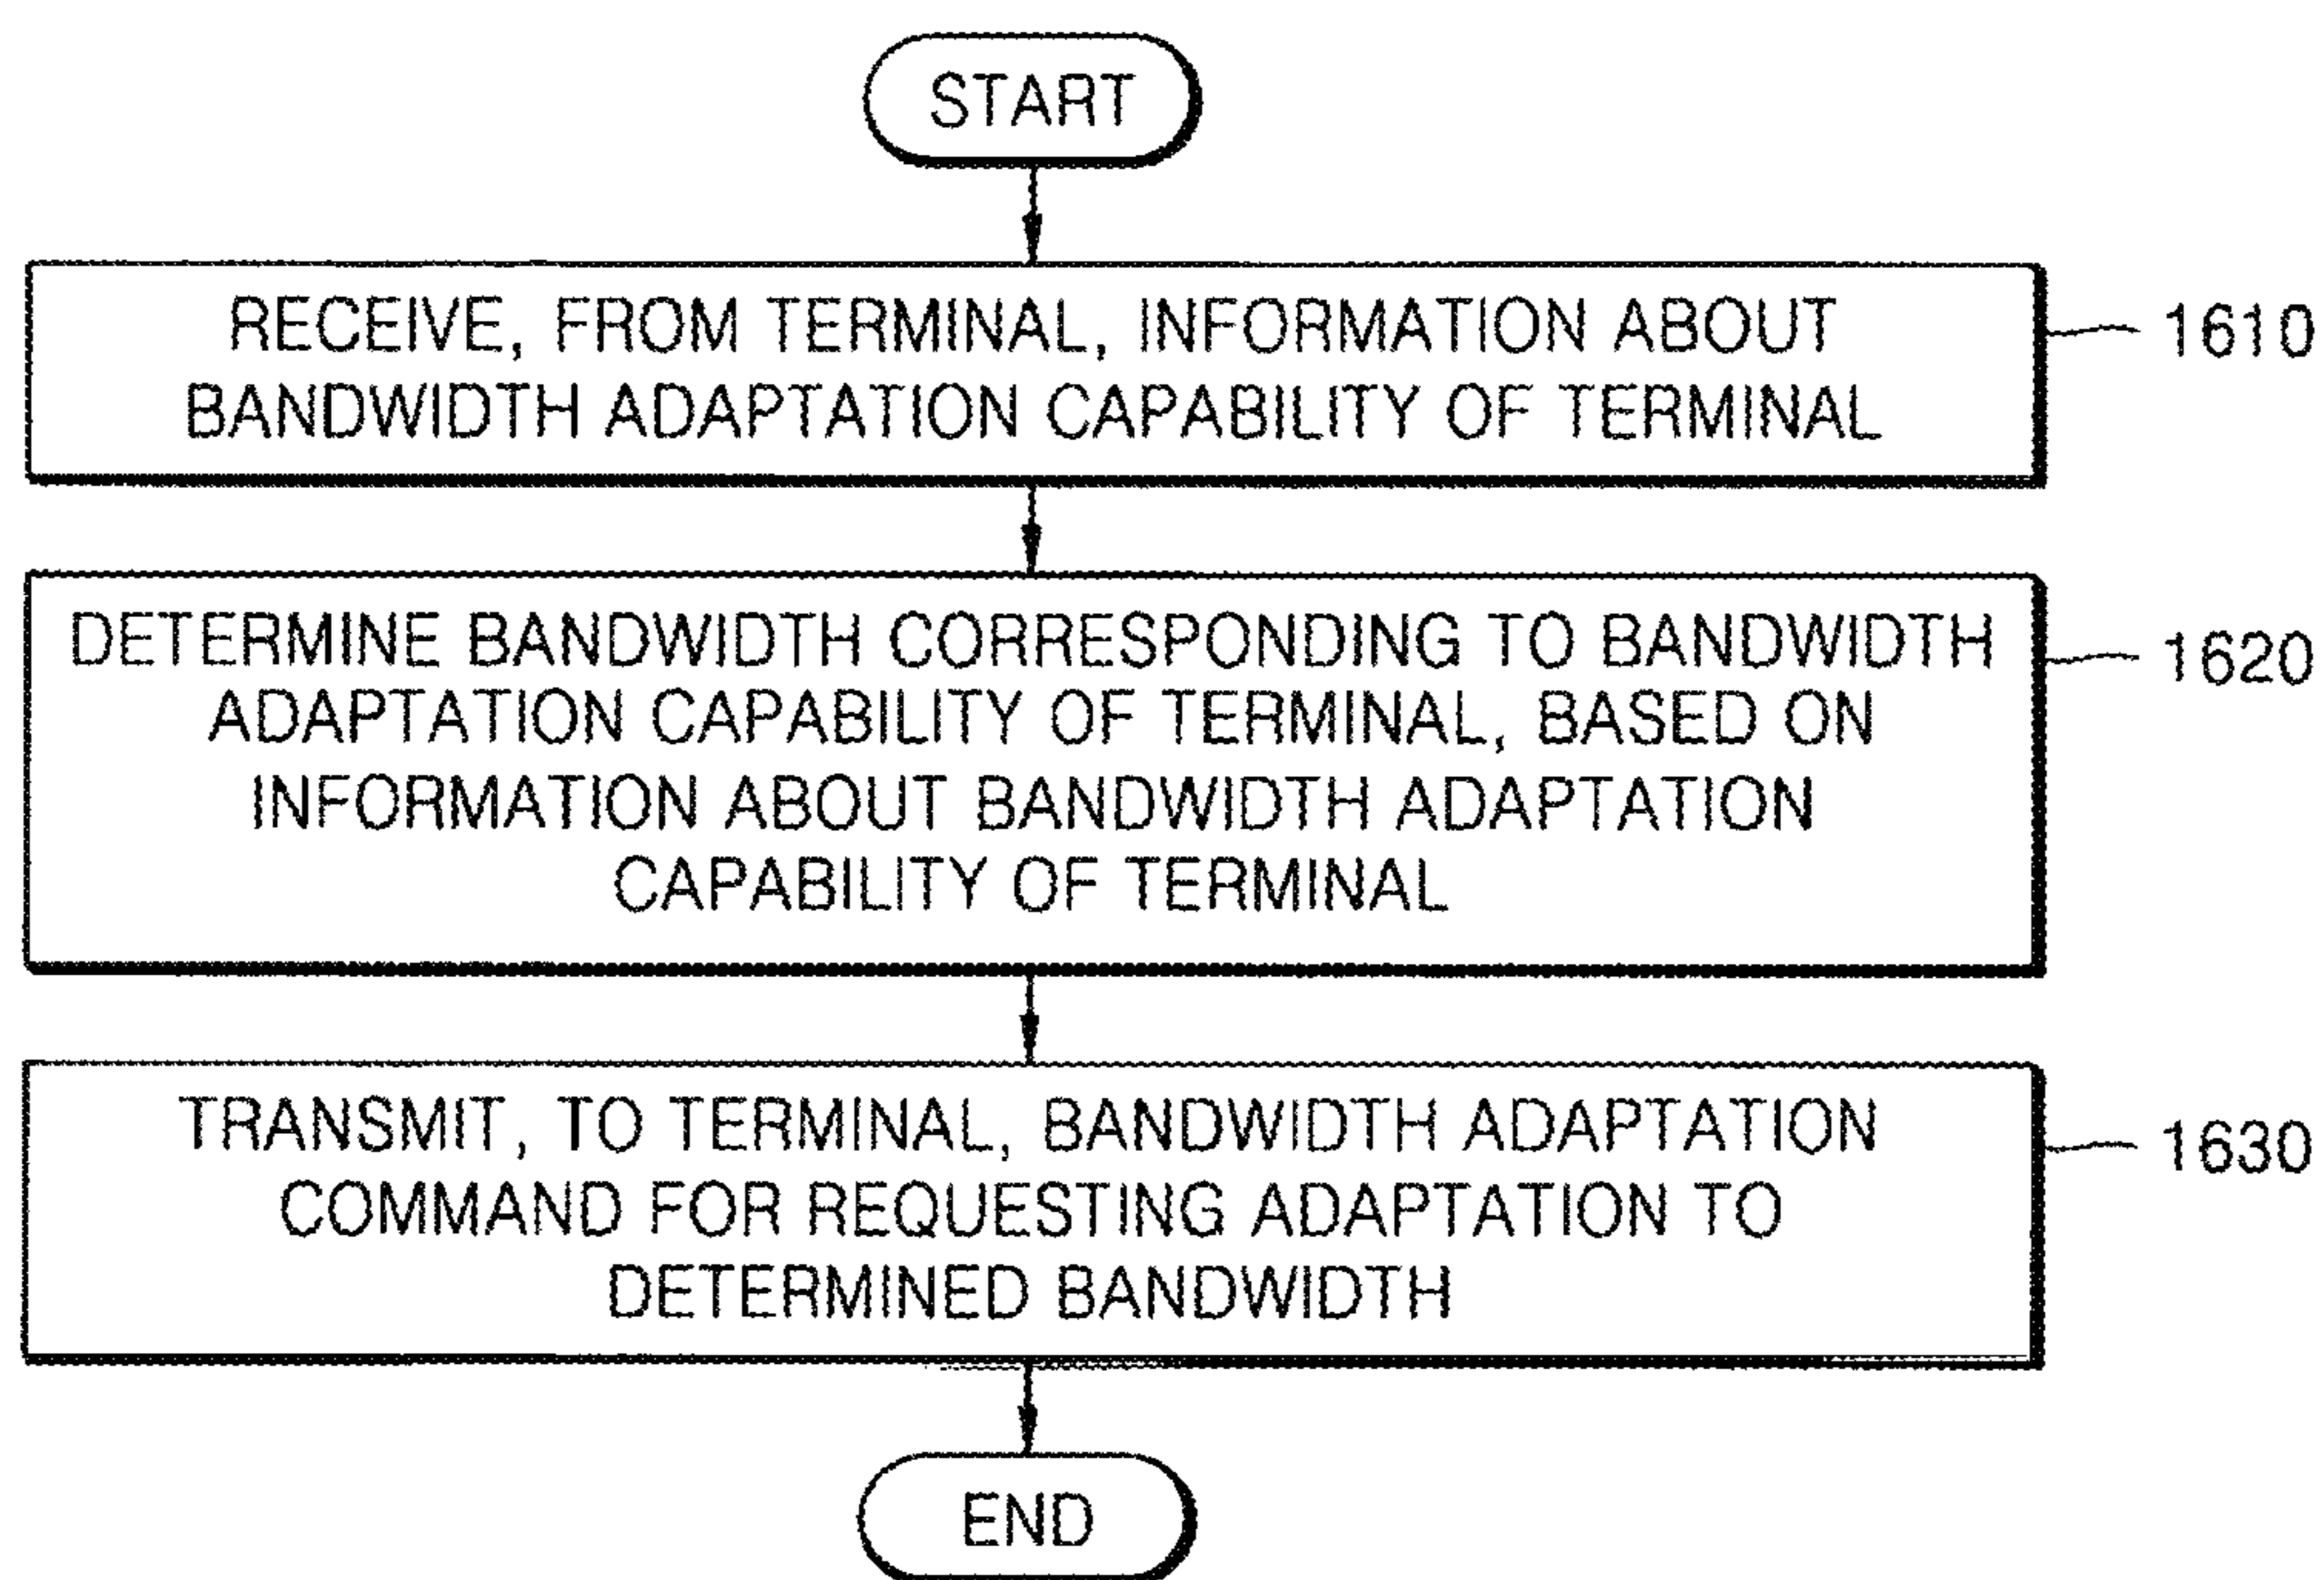 START
RECEIVE, FROM TERMINAL, INFORMATION ABOUT
BANDWIDTH ADAPTATION CAPABILITY OF TERMINAL
1610
DETERMINE BANDWIDTH CORRESPONDING TO BANDWIDTH
ADAPTATION CAPABILITY OF TERMINAL, BASED ON
INFORMATION ABOUT BANDWIDTH ADAPTATION
CAPABILITY OF TERMINAL
1620
TRANSMIT, TO TERMINAL, BANDWIDTH ADAPTATION
COMMAND FOR REQUESTING ADAPTATION TO
DETERMINED BANDWIDTH
1630
END